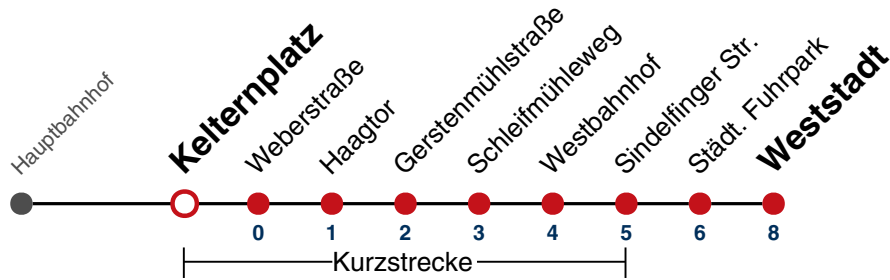 Hauptbahnhof
Kelternplatz
Weberstraße
Haagtor
Gerstenmühlstraße
Schleifmühleweg
Westbahnhof
Sindelfinger Str.
Städt. Fuhrpark
Weststadt
0 1 2 3 4 5 6 8
Kurzstrecke